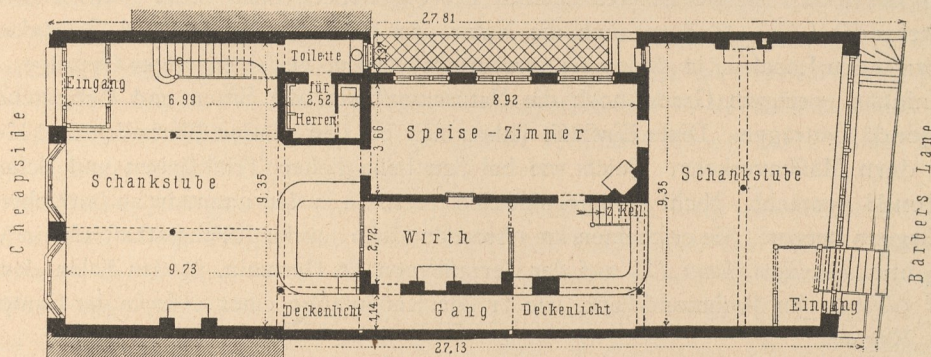 27.81
Toilette
für
Herren
1.37
Eingang
6.99
2.52
8.92
Cheapside
Schankstube
9.35
3.66
Speise-Zimmer
Schankstube
9.35
Barbers Lane
Wirth
2.72
9.73
Deckenlicht
1.14
Gang
Deckenlicht
Eingang
27.13